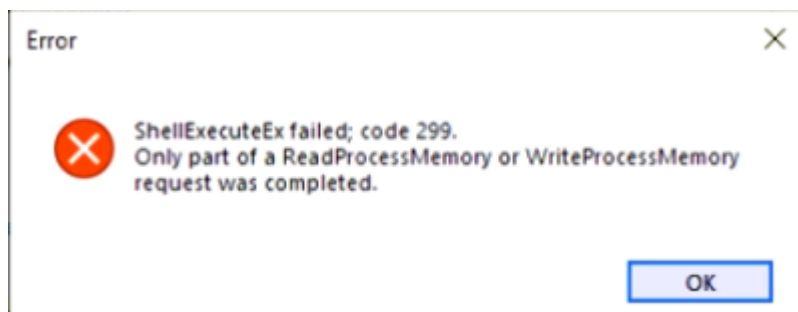 Error
ShellExecuteEx failed; code 299.
Only part of a ReadProcessMemory or WriteProcessMemory
request was completed.
OK